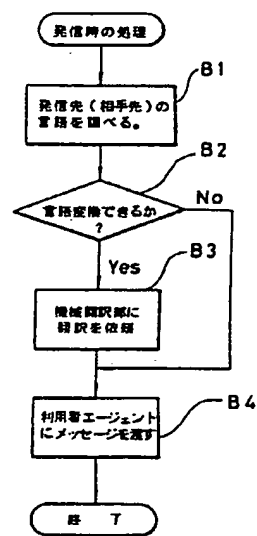 発信時の処理
B1
発信先(相手先)の
言語を調べる。
B2
言語変換できるか
?
No
Yes
B3
機械翻訳部に
翻訳を依頼
利用者エージェント
にメッセージを渡す
B4
終 了